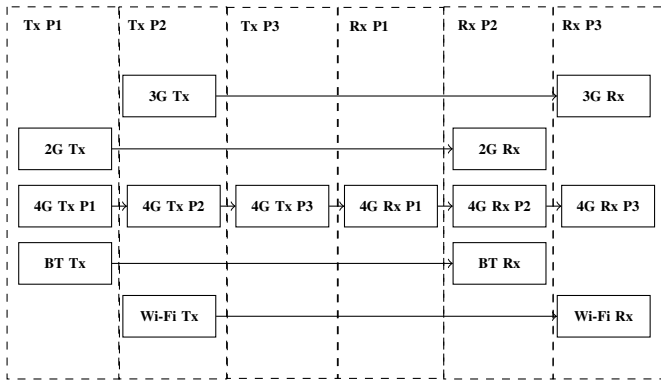 Tx P1 Tx P2 Tx P3 Rx P1 Rx P2 Rx P3
3G Tx 3G Rx
2G Tx 2G Rx
4G Tx P1 4G Tx P2 4G Tx P3 4G Rx P1 4G Rx P2 4G Rx P3
BT Tx BT Rx
Wi-Fi Tx Wi-Fi Rx